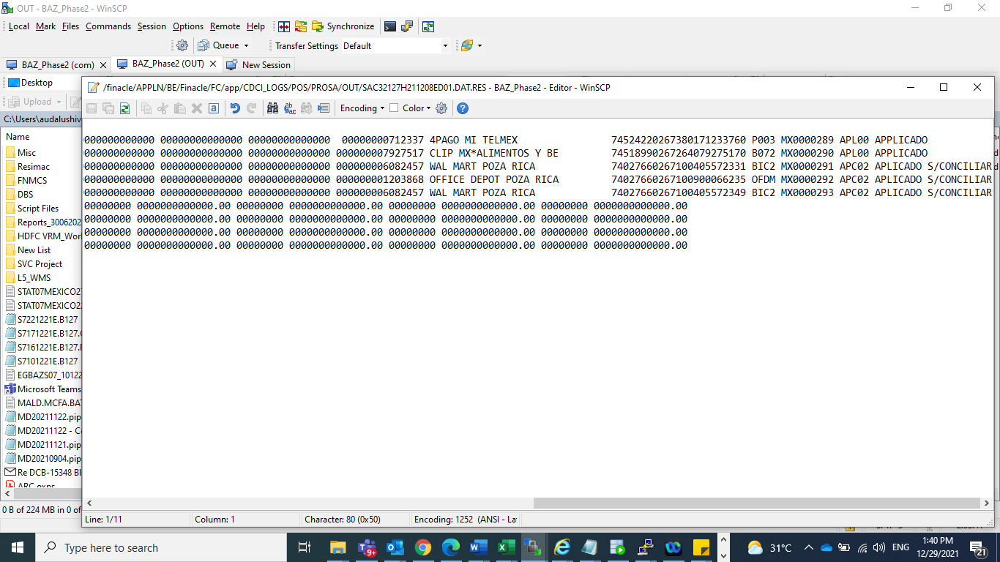 OUT - BAZ_Phase2 - WinSCP
Local Mark Files Commands Session Options Remote Help Synchronize
Queue Transfer Settings Default
BAZ_Phase2 (com) BAZ_Phase2 (OUT) New Session
Desktop
/finacle/APPLN/BE/Finacle/FC/app/CDCI_LOGS/POS/PROSA/OUT/SAC32127H211208ED01.DAT.RES - BAZ_Phase2 - Editor - WinSCP
Upload
Encoding Color
C:\Users\audalushiv
Name
000000000000 00000000000000 00000000000000 00000000712337 4PAGO MI TELMEX 74524220267380171233760 P003 MX0000289 APL00 APPLICADO
000000000000 00000000000000 00000000000000 000000007927517 CLIP MX*ALIMENTOS Y BE 74518990267264079275170 B072 MX0000290 APL00 APPLICADO
000000000000 00000000000000 00000000000000 000000006082457 WAL MART POZA RICA 74027660267100405572331 BIC2 MX0000291 APC02 APLICADO S/CONCILIAR
000000000000 00000000000000 00000000000000 000000001203868 OFFICE DEPOT POZA RICA 74027660267100900066235 OFDM MX0000292 APC02 APLICADO S/CONCILIAR
000000000000 00000000000000 00000000000000 000000006082457 WAL MART POZA RICA 74027660267100405572349 BIC2 MX0000293 APC02 APLICADO S/CONCILIAR
00000000 0000000000000.00 00000000 0000000000000.00 00000000 0000000000000.00 00000000 0000000000000.00
00000000 0000000000000.00 00000000 0000000000000.00 00000000 0000000000000.00 00000000 0000000000000.00
00000000 0000000000000.00 00000000 0000000000000.00 00000000 0000000000000.00 00000000 0000000000000.00
00000000 0000000000000.00 00000000 0000000000000.00 00000000 0000000000000.00 00000000 0000000000000.00
Misc
Resimac
FNMCS
DBS
Script Files
Reports_3006202
HDFC VRM_Wor
New List
SVC Project
L5_WMS
STAT07MEXICO2
STAT07MEXICO2
S7221221E.B127
S7171221E.B127.
S7161221E.B127.
S7101221E.B127
EGBAZS07_10122
Microsoft Teams
MALD.MCFA.BA
MD20211122.pip
MD20211122 - C
MD20211121.pip
MD20210904.pip
Re DCB-15348 Bl
0 B of 224 MB in 0 of
Line: 1/11 Column: 1 Character: 80 (0x50) Encoding: 1252 (ANSI - La
Type here to search
31°C ENG 1:40 PM
12/29/2021
9+
21